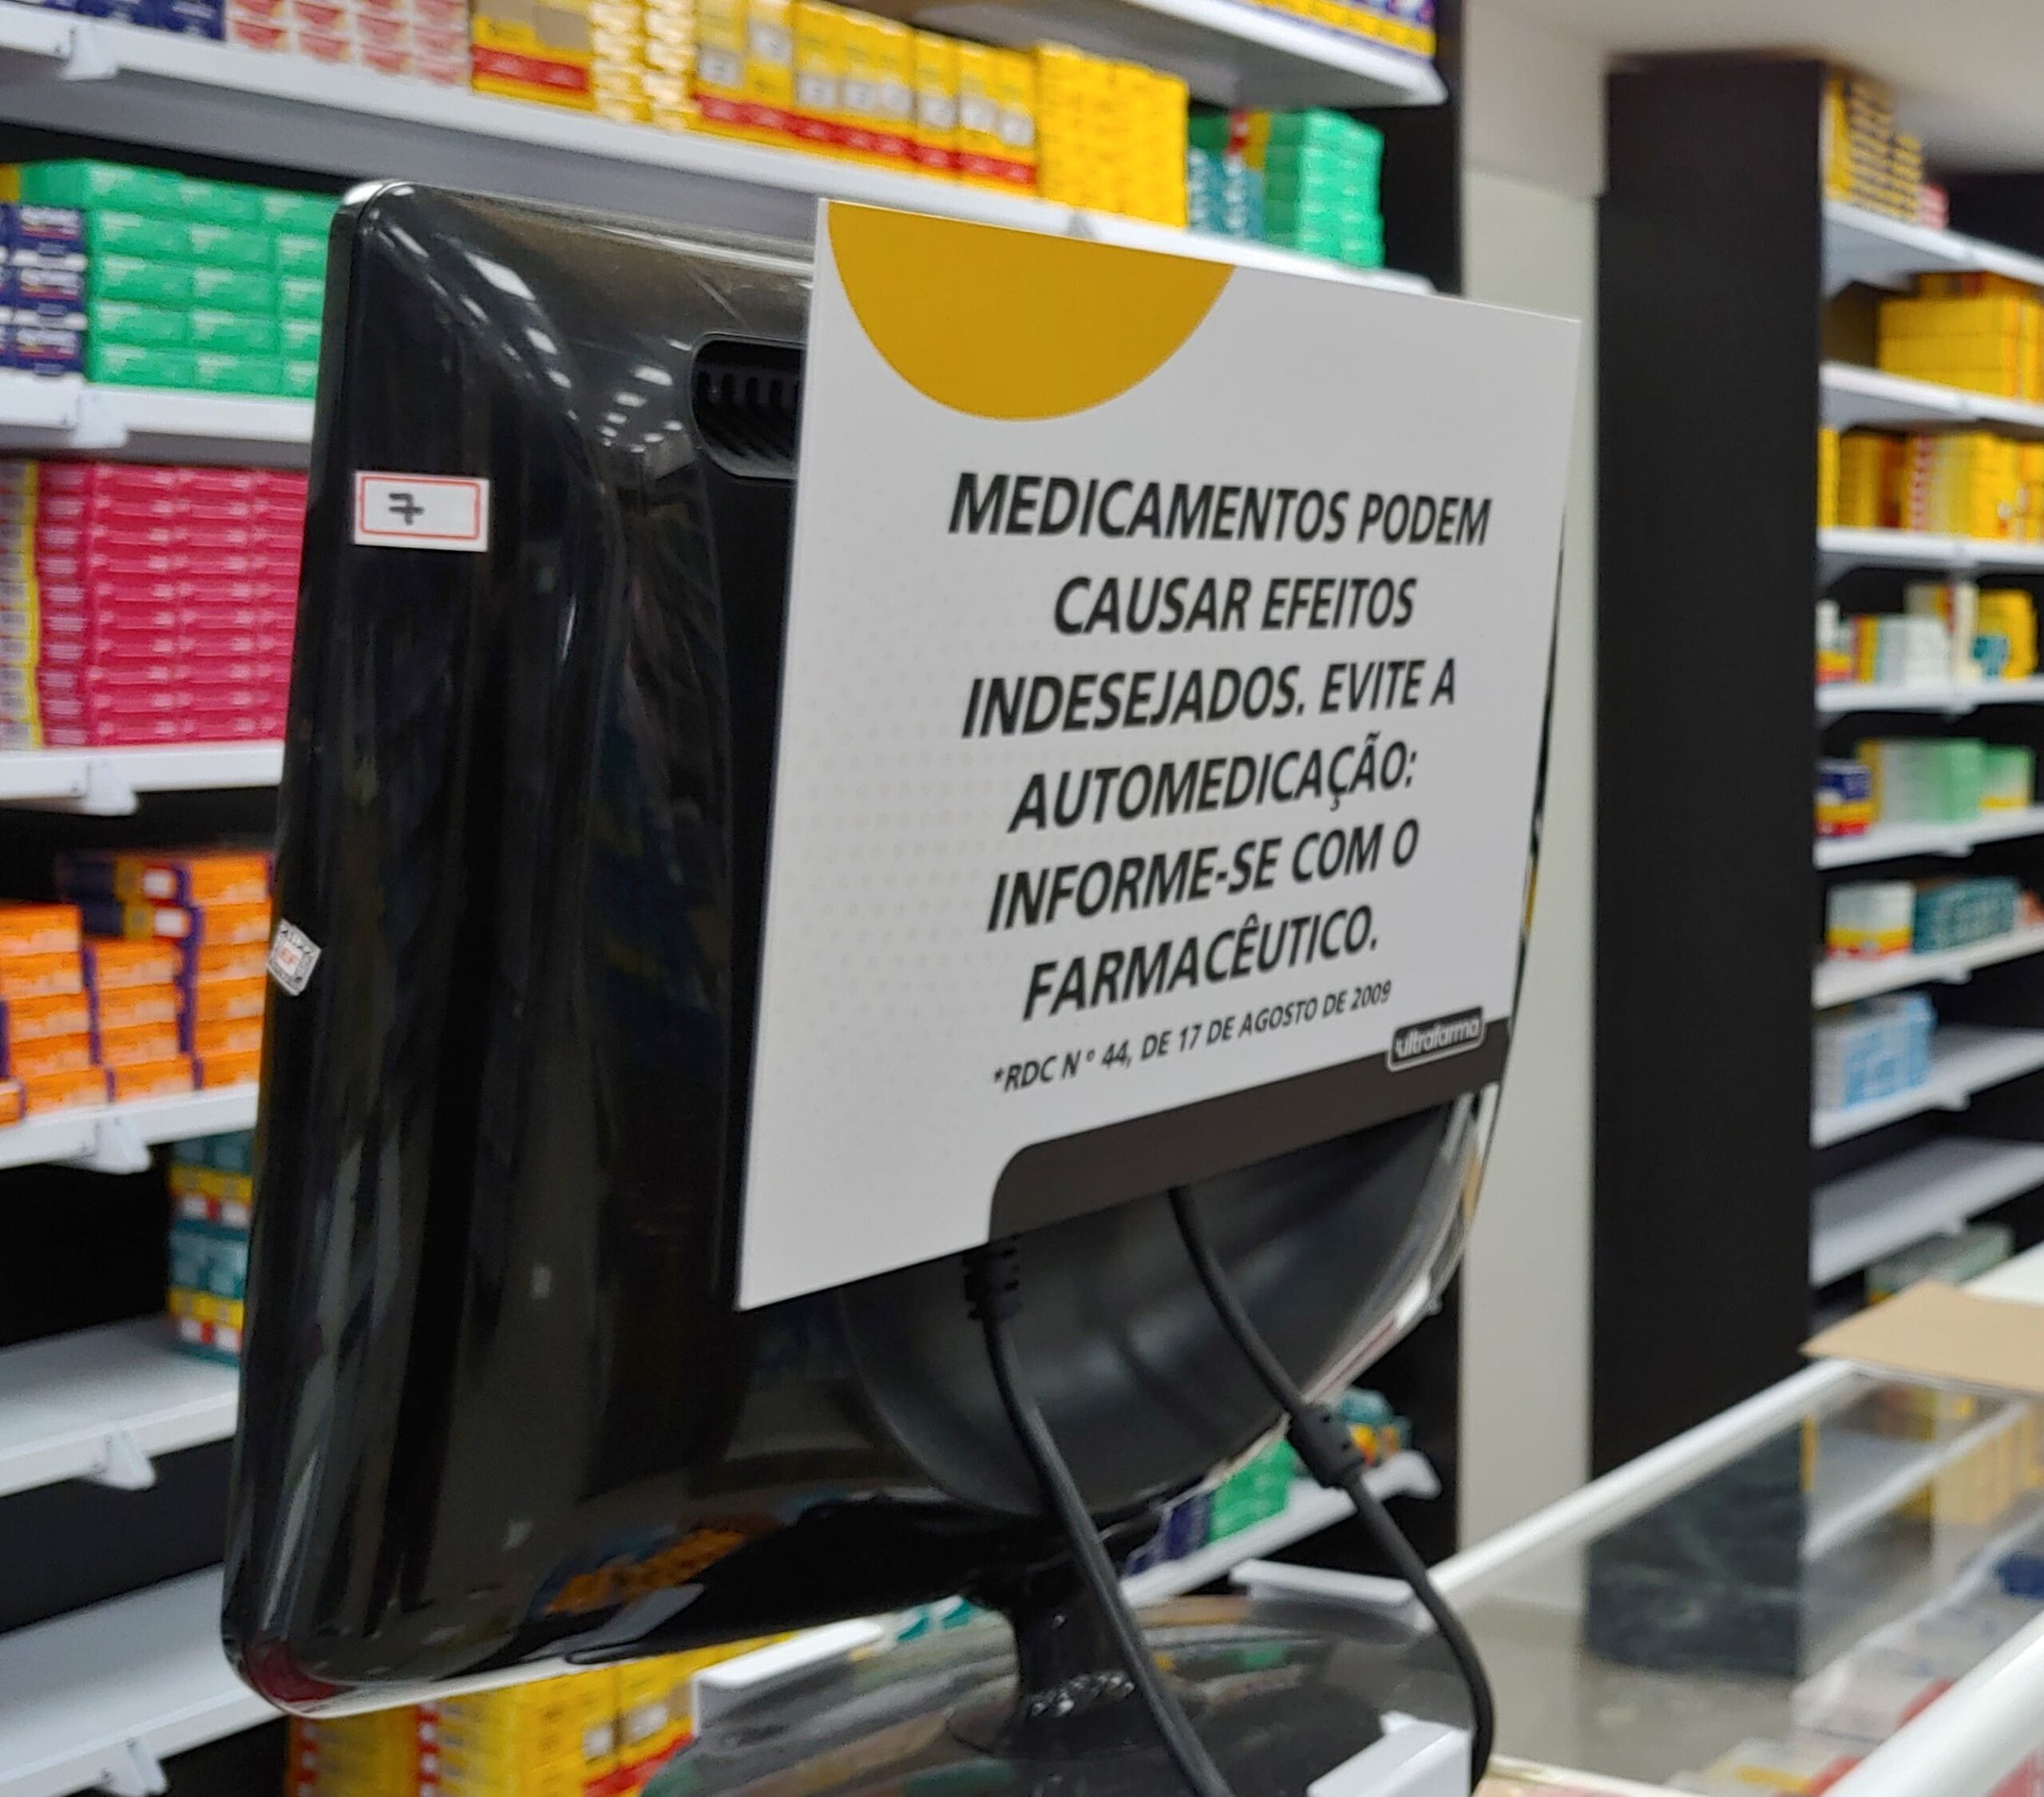 7
MEDICAMENTOS PODEM
CAUSAR EFEITOS
INDESEJADOS. EVITE A
AUTOMEDICAÇÃO:
INFORME-SE COM O
FARMACÊUTICO.
*RDC N º 44, DE 17 DE AGOSTO DE 2009
ultrafarma